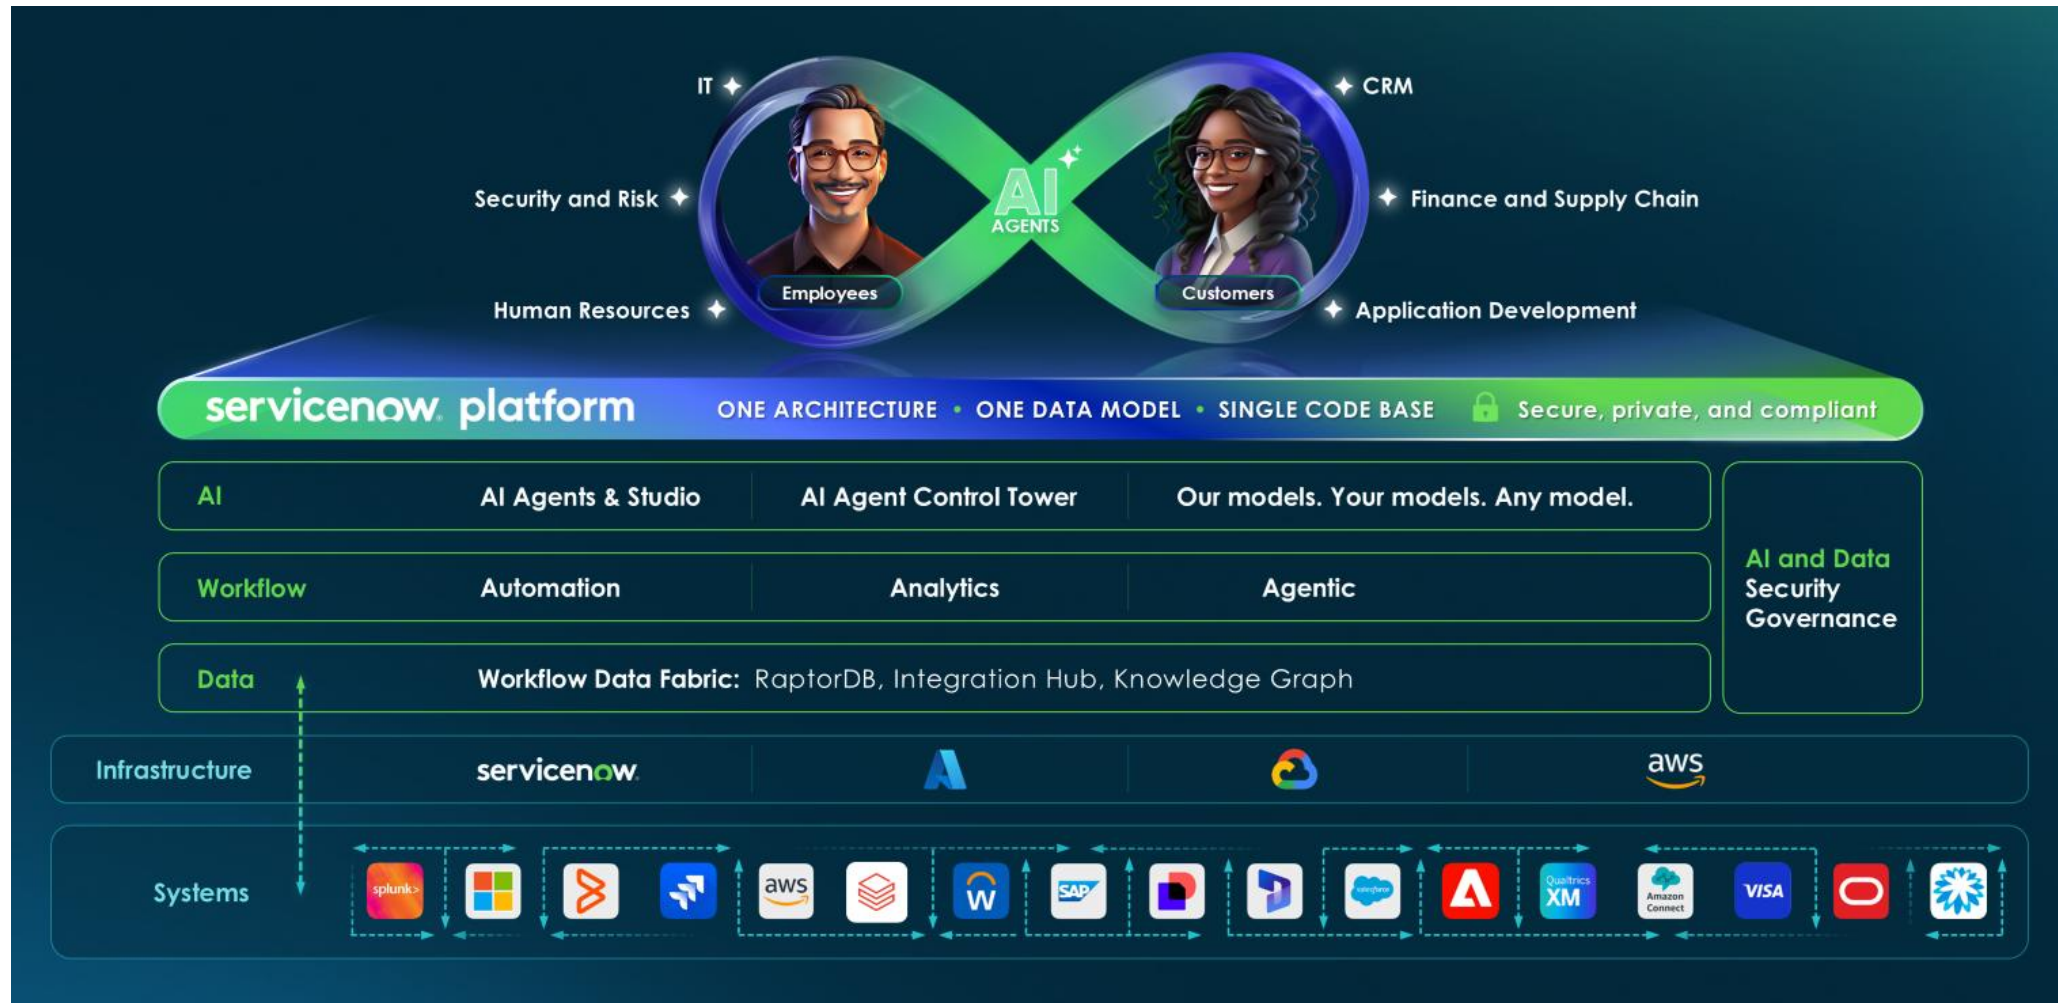 IT
CRM
Security and Risk
Finance and Supply Chain
AI
AGENTS
Human Resources
Employees
Customers
Application Development
servicenow. platform
ONE ARCHITECTURE • ONE DATA MODEL • SINGLE CODE BASE
Secure, private, and compliant
AI
AI Agents & Studio
AI Agent Control Tower
Our models. Your models. Any model.
Workflow
Automation
Analytics
Agentic
Data
Workflow Data Fabric: RaptorDB, Integration Hub, Knowledge Graph
AI and Data
Security
Governance
Infrastructure
servicenow.
aws
Systems
splunk>
aws
w
SAP
salesforce
Qualtrics
XM
Amazon
Connect
VISA